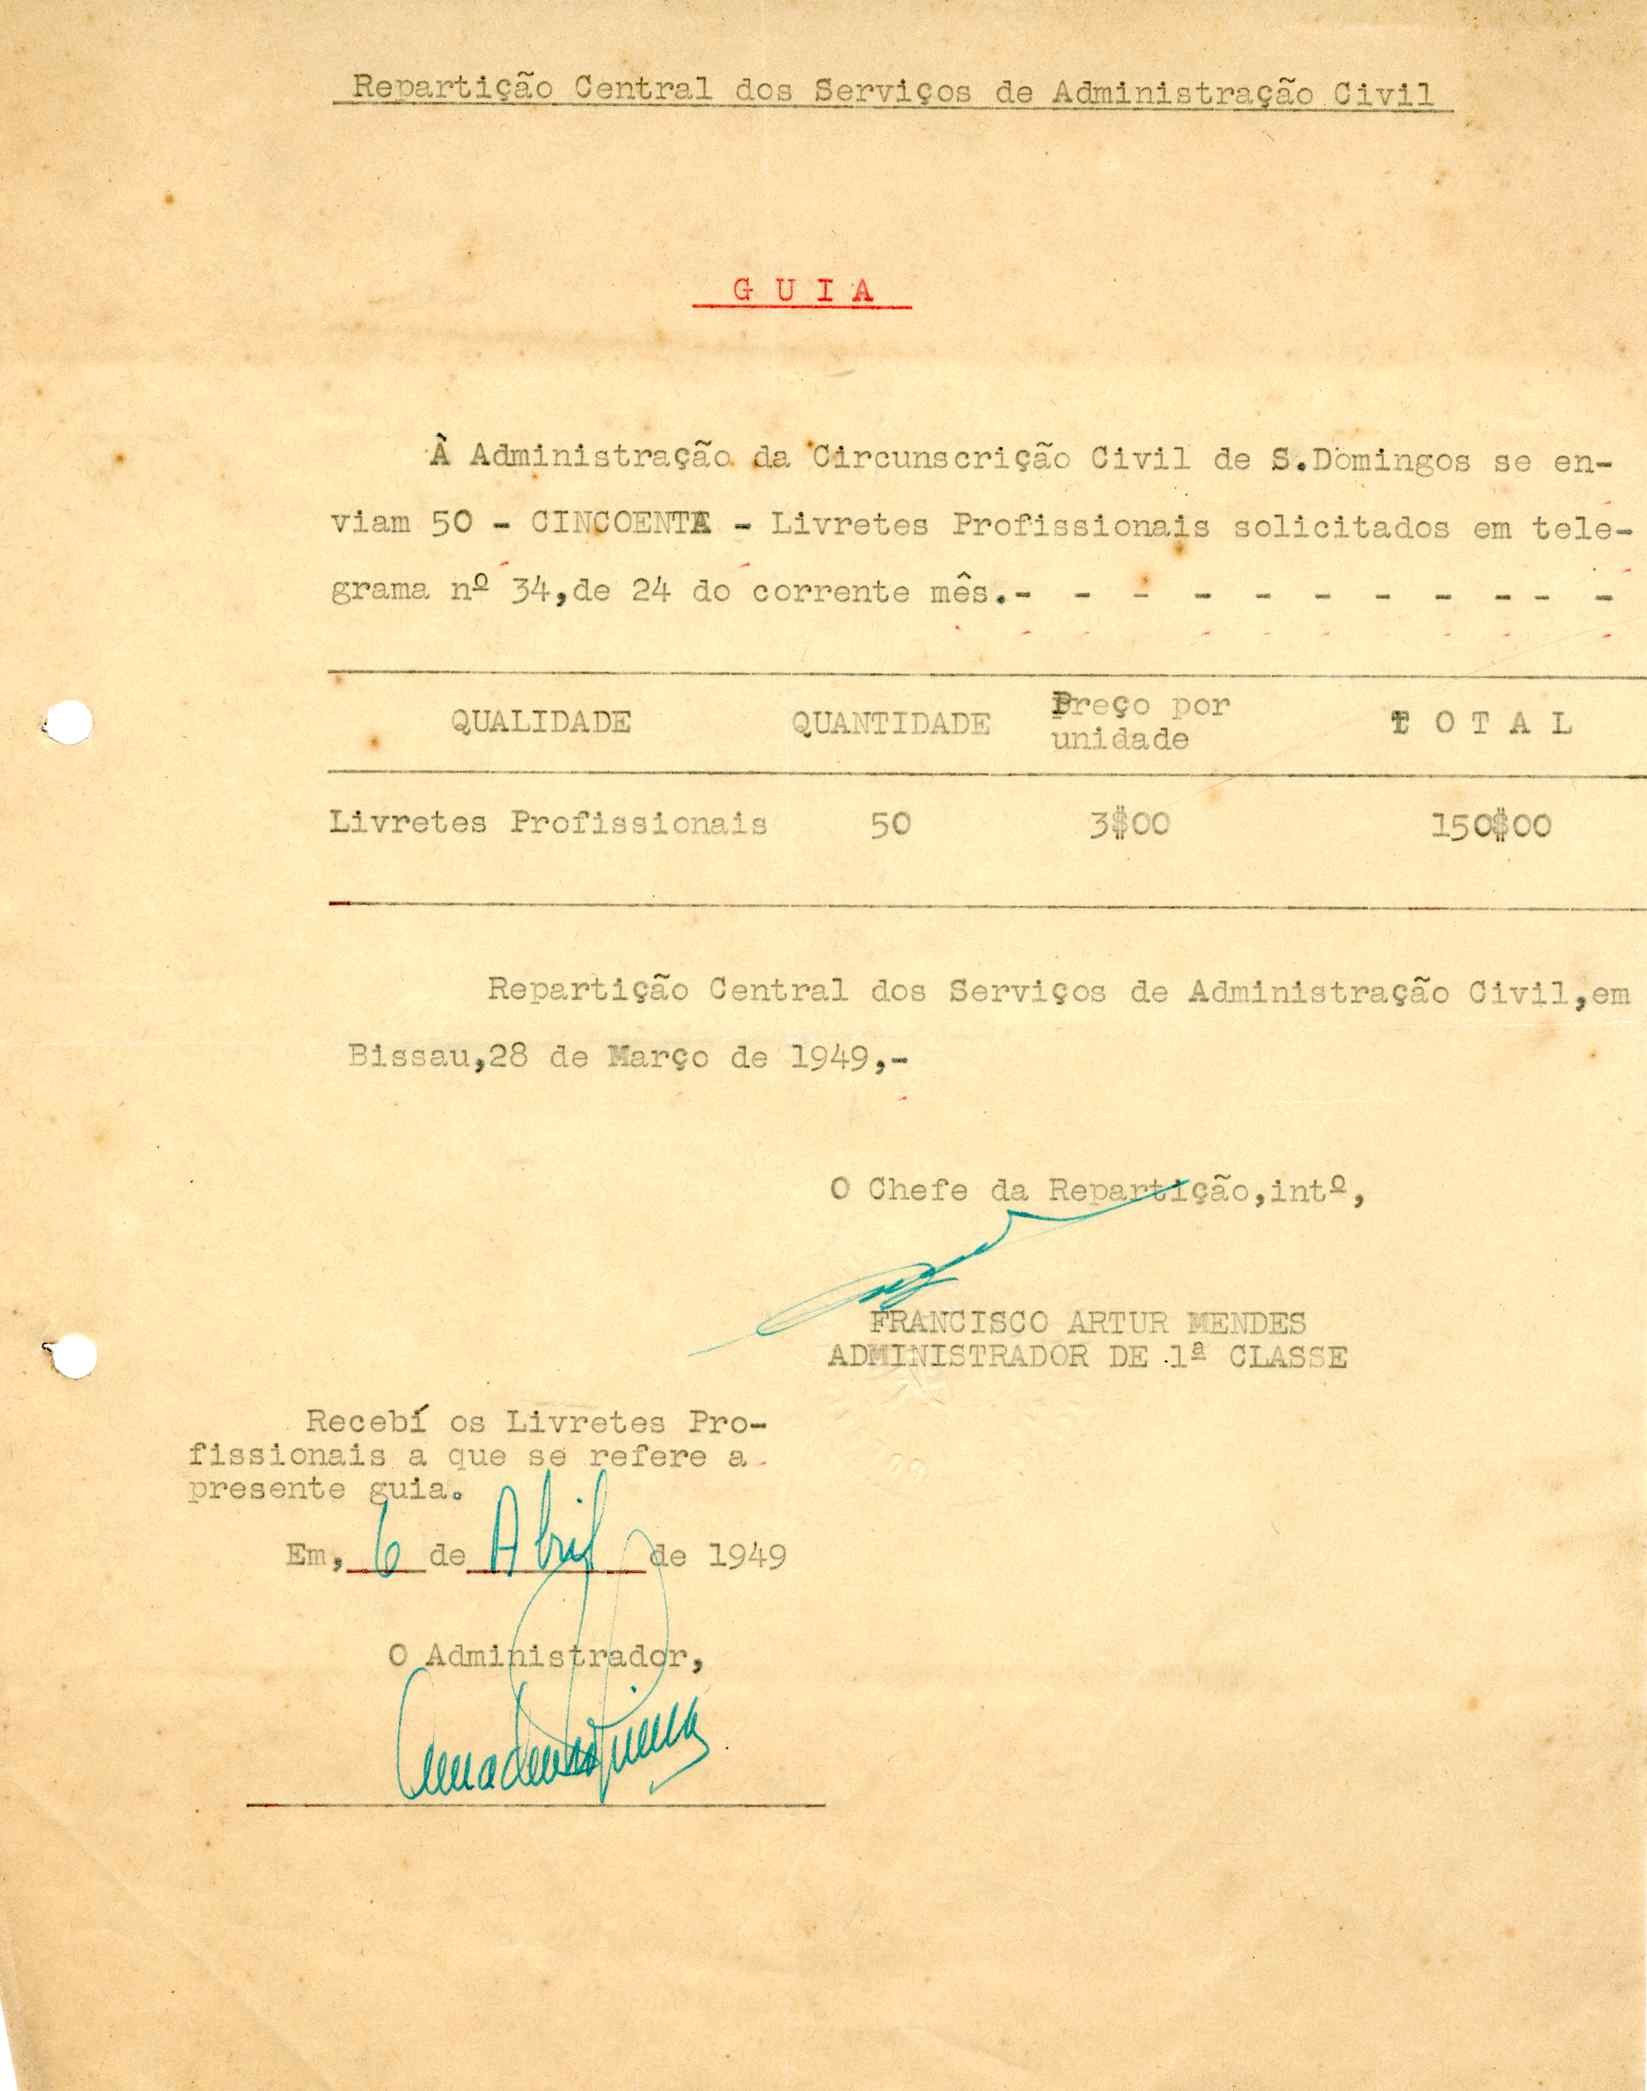 Repartição Central dos Serviços de Administração Civil
G U I A
À Administração da Circunscrição Civil de S.Domingos se en-
viam 50 - CINCOENTA - Livretes Profissionais solicitados em tele-
grama nº 34,de 24 do corrente mês.- - - - - - - - - - -
QUALIDADE QUANTIDADE Preço por unidade T O T A L
Livretes Profissionais 50 3$00 150$00
Repartição Central dos Serviços de Administração Civil,em
Bissau,28 de Março de 1949,-
O Chefe da Repartição,intº,
FRANCISCO ARTUR MENDES
ADMINISTRADOR DE 1ª CLASSE
Recebí os Livretes Pro-
fissionais a que se refere a
presente guia.
Em, 6 de Abril de 1949
O Administrador,